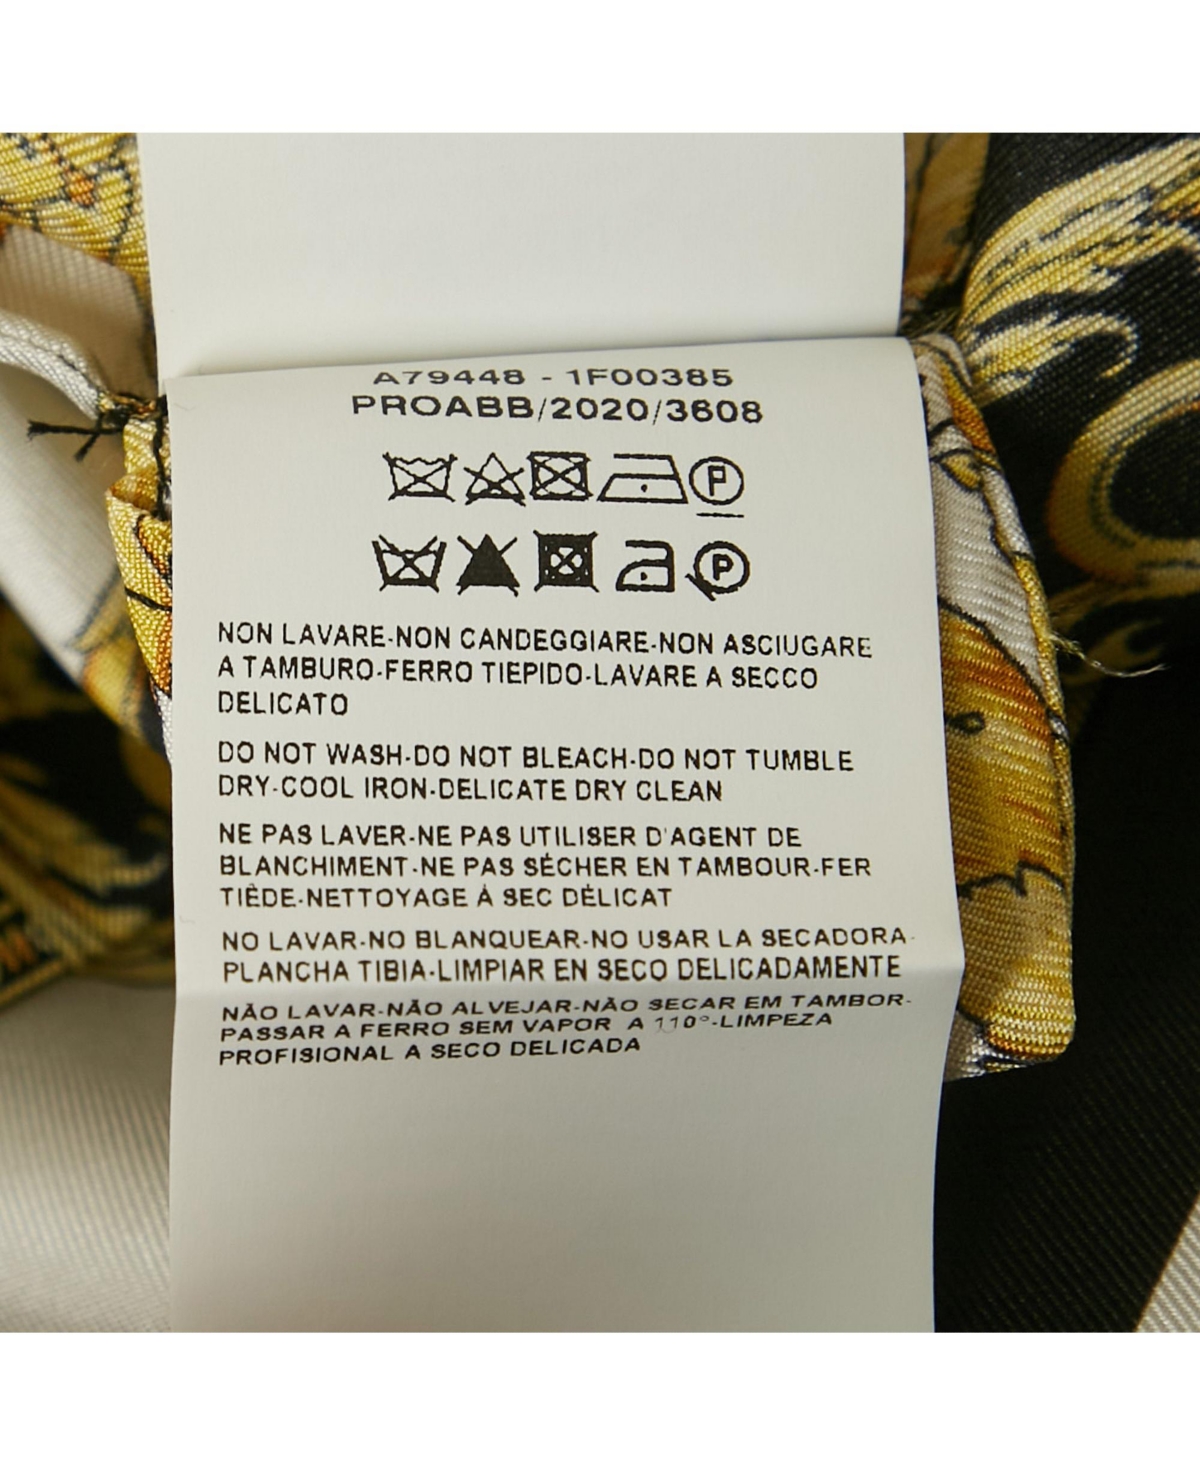 A79448 - 1F00385
PROABB/2020/3608
P
P
NON LAVARE-NON CANDEGGIARE-NON ASCIUGARE
A TAMBURO-FERRO TIEPIDO-LAVARE A SECCO
DELICATO
DO NOT WASH-DO NOT BLEACH-DO NOT TUMBLE
DRY-COOL IRON-DELICATE DRY CLEAN
NE PAS LAVER-NE PAS UTILISER D'AGENT DE
BLANCHIMENT-NE PAS SÉCHER EN TAMBOUR-FER
TIÈDE-NETTOYAGE À SEC DÉLICAT
NO LAVAR-NO BLANQUEAR-NO USAR LA SECADORA-
PLANCHA TIBIA-LIMPIAR EN SECO DELICADAMENTE
NÃO LAVAR-NÃO ALVEJAR-NÃO SECAR EM TAMBOR-
PASSAR A FERRO SEM VAPOR A 110°-LIMPEZA
PROFISIONAL A SECO DELICADA